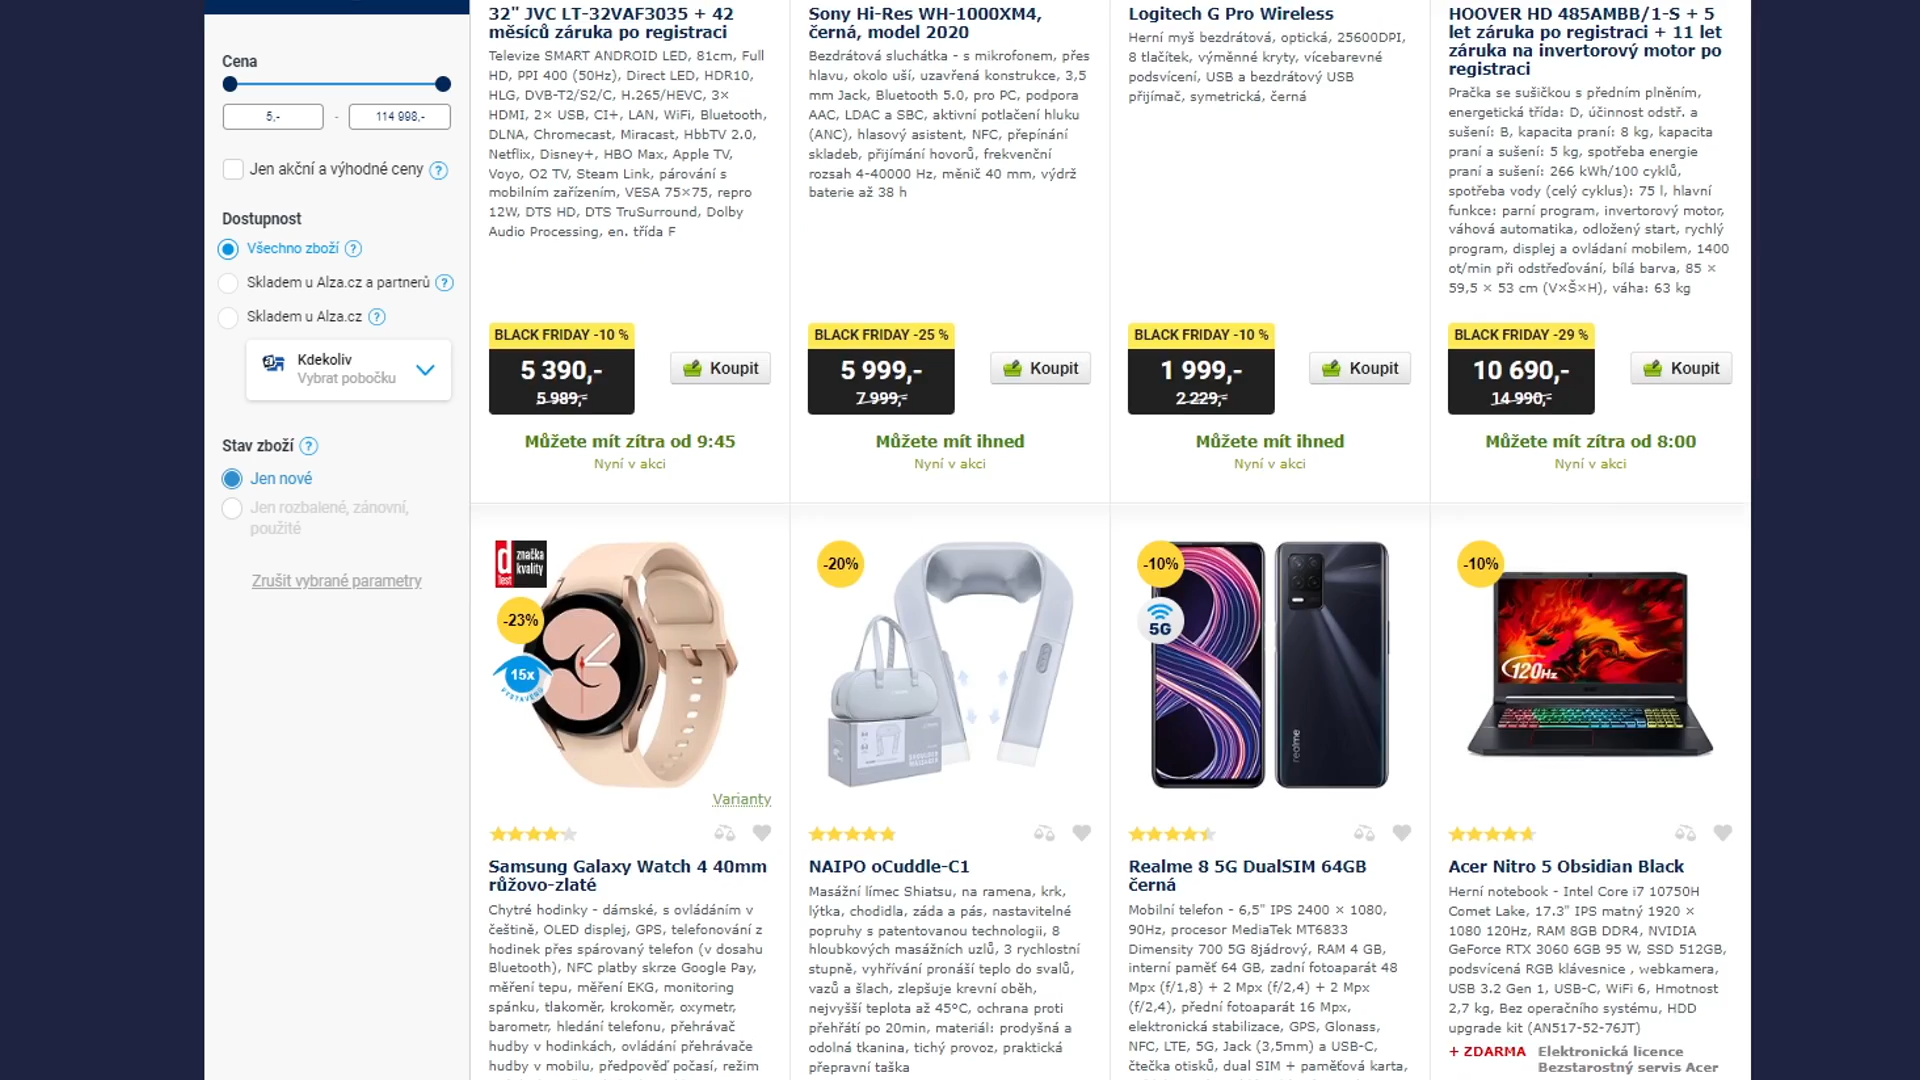 Cena
5,-
-
114 998,-
Jen akční a výhodné ceny ?
Dostupnost
Všechno zboží ?
Skladem u Alza.cz a partnerů ?
Skladem u Alza.cz ?
Kdekoliv
Vybrat pobočku
Stav zboží ?
Jen nové
Jen rozbalené, zánovní,
použité
Zrušit vybrané parametry
32" JVC LT-32VAF3035 + 42
měsíců záruka po registraci
Televize SMART ANDROID LED, 81cm, Full
HD, PPI 400 (50Hz), Direct LED, HDR10,
HLG, DVB-T2/S2/C, H.265/HEVC, 3×
HDMI, 2× USB, CI+, LAN, WiFi, Bluetooth,
DLNA, Chromecast, Miracast, HbbTV 2.0,
Netflix, Disney+, HBO Max, Apple TV,
Voyo, O2 TV, Steam Link, párování s
mobilním zařízením, VESA 75×75, repro
12W, DTS HD, DTS TruSurround, Dolby
Audio Processing, en. třída F
BLACK FRIDAY -10 %
5 390,-
5 989,-
Koupit
Můžete mít zítra od 9:45
Nyní v akci
Sony Hi-Res WH-1000XM4,
černá, model 2020
Bezdrátová sluchátka - s mikrofonem, přes
hlavu, okolo uší, uzavřená konstrukce, 3,5
mm Jack, Bluetooth 5.0, pro PC, podpora
AAC, LDAC a SBC, aktivní potlačení hluku
(ANC), hlasový asistent, NFC, přepínání
skladeb, přijímání hovorů, frekvenční
rozsah 4-40000 Hz, měnič 40 mm, výdrž
baterie až 38 h
BLACK FRIDAY -25 %
5 999,-
7 999,-
Koupit
Můžete mít ihned
Nyní v akci
Logitech G Pro Wireless
Herní myš bezdrátová, optická, 25600DPI,
8 tlačítek, výměnné kryty, vícebarevné
podsvícení, USB a bezdrátový USB
přijímač, symetrická, černá
BLACK FRIDAY -10 %
1 999,-
2 229,-
Koupit
Můžete mít ihned
Nyní v akci
HOOVER HD 485AMBB/1-S + 5
let záruka po registraci + 11 let
záruka na invertorový motor po
registraci
Pračka se sušičkou s předním plněním,
energetická třída: D, účinnost odstř. a
sušení: B, kapacita praní: 8 kg, kapacita
praní a sušení: 5 kg, spotřeba energie
praní a sušení: 266 kWh/100 cyklů,
spotřeba vody (celý cyklus): 75 l, hlavní
funkce: parní program, invertorový motor,
váhová automatika, odložený start, rychlý
program, displej a ovládaní mobilem, 1400
ot/min při odstřeďování, bílá barva, 85 ×
59,5 × 53 cm (V×Š×H), váha: 63 kg
BLACK FRIDAY -29 %
10 690,-
14 990,-
Koupit
Můžete mít zítra od 8:00
Nyní v akci
d značka
test kvality
-23%
15x
VYSTAVENO
Varianty
Samsung Galaxy Watch 4 40mm
růžovo-zlaté
Chytré hodinky - dámské, s ovládáním v
češtině, OLED displej, GPS, telefonování z
hodinek přes spárovaný telefon (v dosahu
Bluetooth), NFC platby skrze Google Pay,
měření tepu, měření EKG, monitoring
spánku, tlakoměr, krokoměr, oxymetr,
barometr, hledání telefonu, přehrávač
hudby v hodinkách, ovládání přehrávače
hudby v mobilu, předpověď počasí, režim
-20%
SHOULDER
MASSAGER
NAIPO oCuddle-C1
Masážní límec Shiatsu, na ramena, krk,
lýtka, chodidla, záda a pás, nastavitelné
popruhy s patentovanou technologii, 8
hloubkových masážních uzlů, 3 rychlostní
stupně, vyhřívání pronáší teplo do svalů,
vazů a šlach, zlepšuje krevní oběh,
nejvyšší teplota až 45°C, ochrana proti
přehřátí po 20min, materiál: prodyšná a
odolná tkanina, tichý provoz, praktická
přepravní taška
-10%
5G
realme
Realme 8 5G DualSIM 64GB
černá
Mobilní telefon - 6,5" IPS 2400 × 1080,
90Hz, procesor MediaTek MT6833
Dimensity 700 5G 8jádrový, RAM 4 GB,
interní paměť 64 GB, zadní fotoaparát 48
Mpx (f/1,8) + 2 Mpx (f/2,4) + 2 Mpx
(f/2,4), přední fotoaparát 16 Mpx,
elektronická stabilizace, GPS, Glonass,
NFC, LTE, 5G, Jack (3,5mm) a USB-C,
čtečka otisků, dual SIM + paměťová karta,
-10%
120Hz
Acer Nitro 5 Obsidian Black
Herní notebook - Intel Core i7 10750H
Comet Lake, 17.3" IPS matný 1920 ×
1080 120Hz, RAM 8GB DDR4, NVIDIA
GeForce RTX 3060 6GB 95 W, SSD 512GB,
podsvícená RGB klávesnice , webkamera,
USB 3.2 Gen 1, USB-C, WiFi 6, Hmotnost
2,7 kg, Bez operačního systému, HDD
upgrade kit (AN517-52-76JT)
+ ZDARMA Elektronická licence
Bezstarostný servis Acer